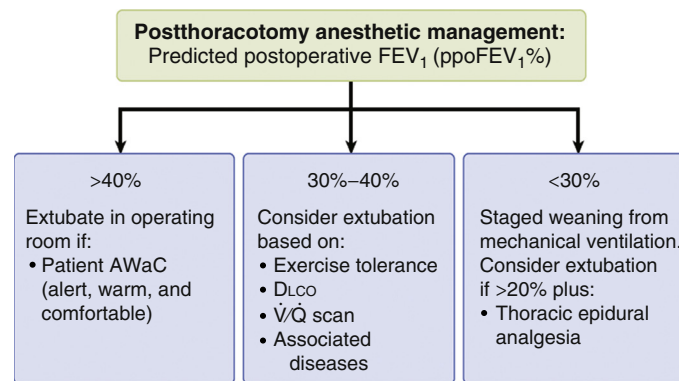 Postthoracotomy anesthetic management:
Predicted postoperative FEV₁ (ppoFEV₁%)
>40%
Extubate in operating
room if:
• Patient AWaC
(alert, warm, and
comfortable)
30%–40%
Consider extubation
based on:
• Exercise tolerance
• DLCO
• V̇/Q̇ scan
• Associated
diseases
<30%
Staged weaning from
mechanical ventilation.
Consider extubation
if >20% plus:
• Thoracic epidural
analgesia